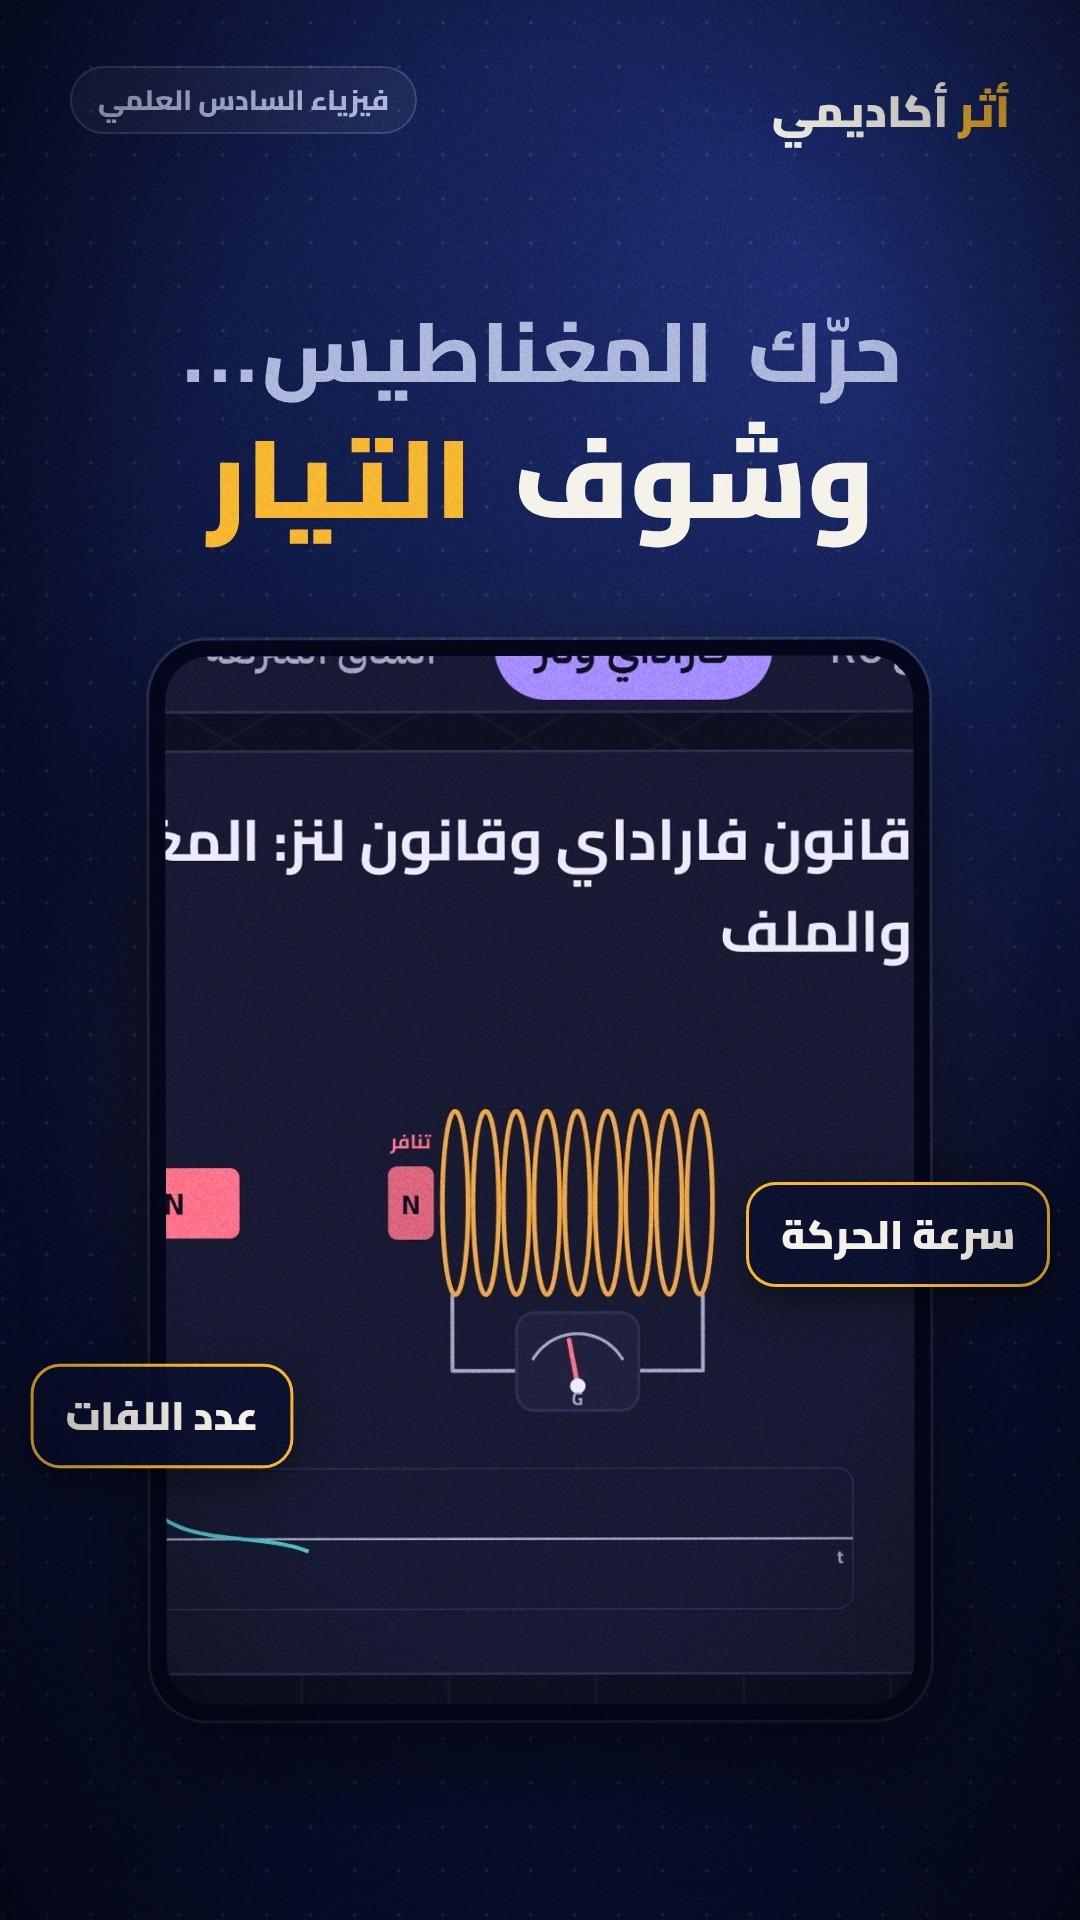 أثر أكاديمي
فيزياء السادس العلمي
حرّك المغناطيس...
وشوف التيار
قانون فاراداي وقانون لنز:
والملف
تنافر
N
N
سرعة الحركة
G
عدد اللفات
t